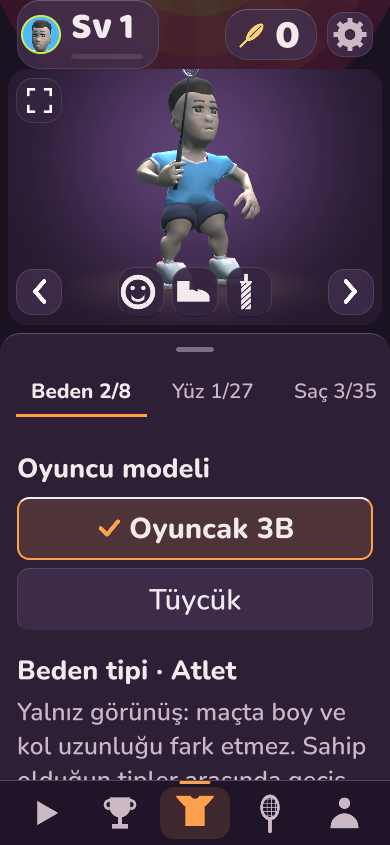 Sv 1
0
Beden 2/8
Yüz 1/27
Saç 3/35
Oyuncu modeli
Oyuncak 3B
Tüycük
Beden tipi · Atlet
Yalnız görünüş: maçta boy ve
kol uzunluğu fark etmez. Sahip
olduğun tipler arasında geçiş